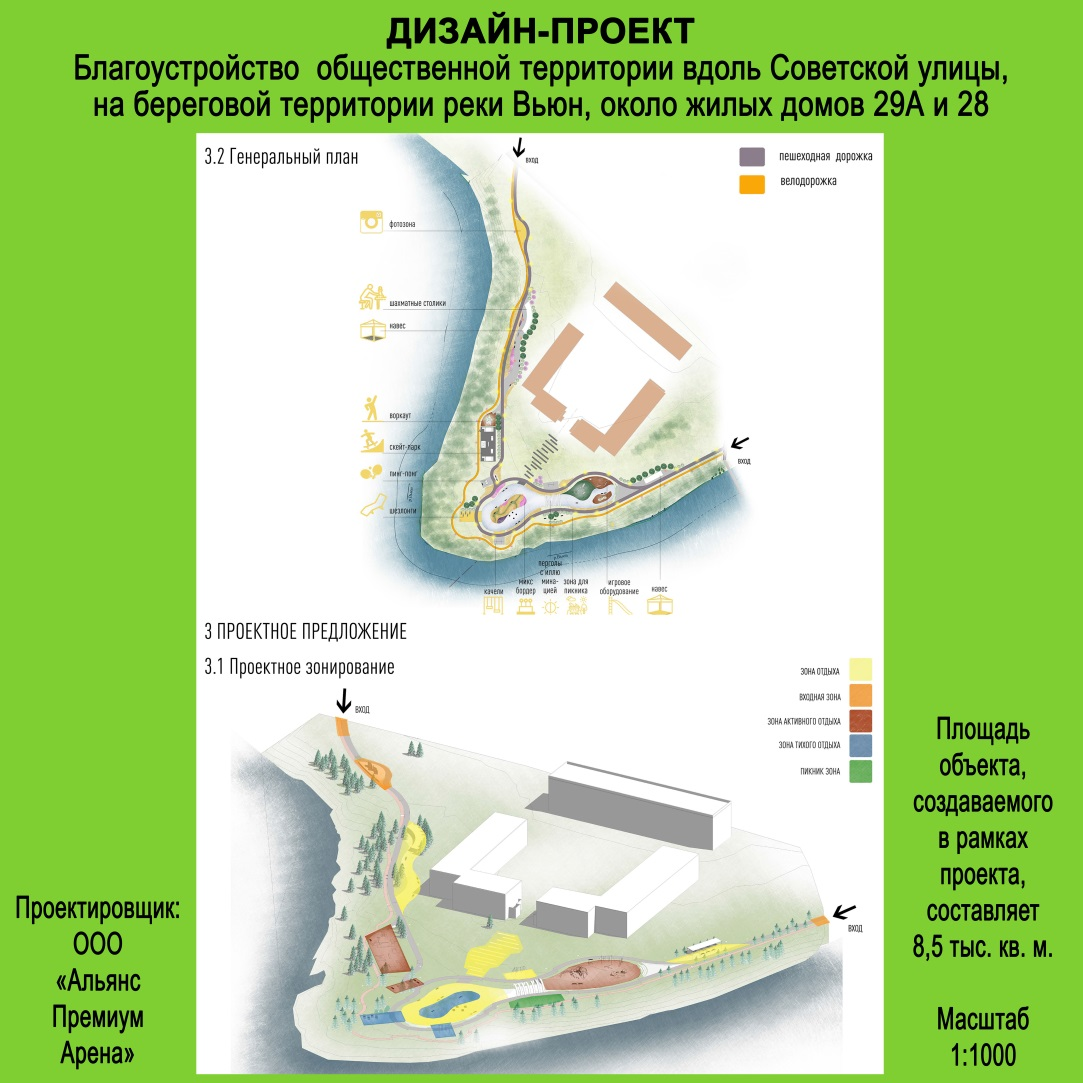 ДИЗАЙН-ПРОЕКТ
Благоустройство общественной территории вдоль Советской улицы,
на береговой территории реки Вьюн, около жилых домов 29А и 28
3.2 Генеральный план
вход
пешеходная дорожка
велодорожка
фотозона
шахматные столики
навес
воркаут
скейт-парк
пинг-понг
шезлонги
вход
качели
микс
бордер
перголы
с иллю
мина-
цией
зона для
пикника
игровое
оборудование
навес
3 ПРОЕКТНОЕ ПРЕДЛОЖЕНИЕ
3.1 Проектное зонирование
ЗОНА ОТДЫХА
ВХОДНАЯ ЗОНА
ЗОНА АКТИВНОГО ОТДЫХА
ЗОНА ТИХОГО ОТДЫХА
ПИКНИК ЗОНА
ВХОД
ВХОД
Проектировщик:
ООО
«Альянс
Премиум
Арена»
Площадь
объекта,
создаваемого
в рамках
проекта,
составляет
8,5 тыс. кв. м.
Масштаб
1:1000